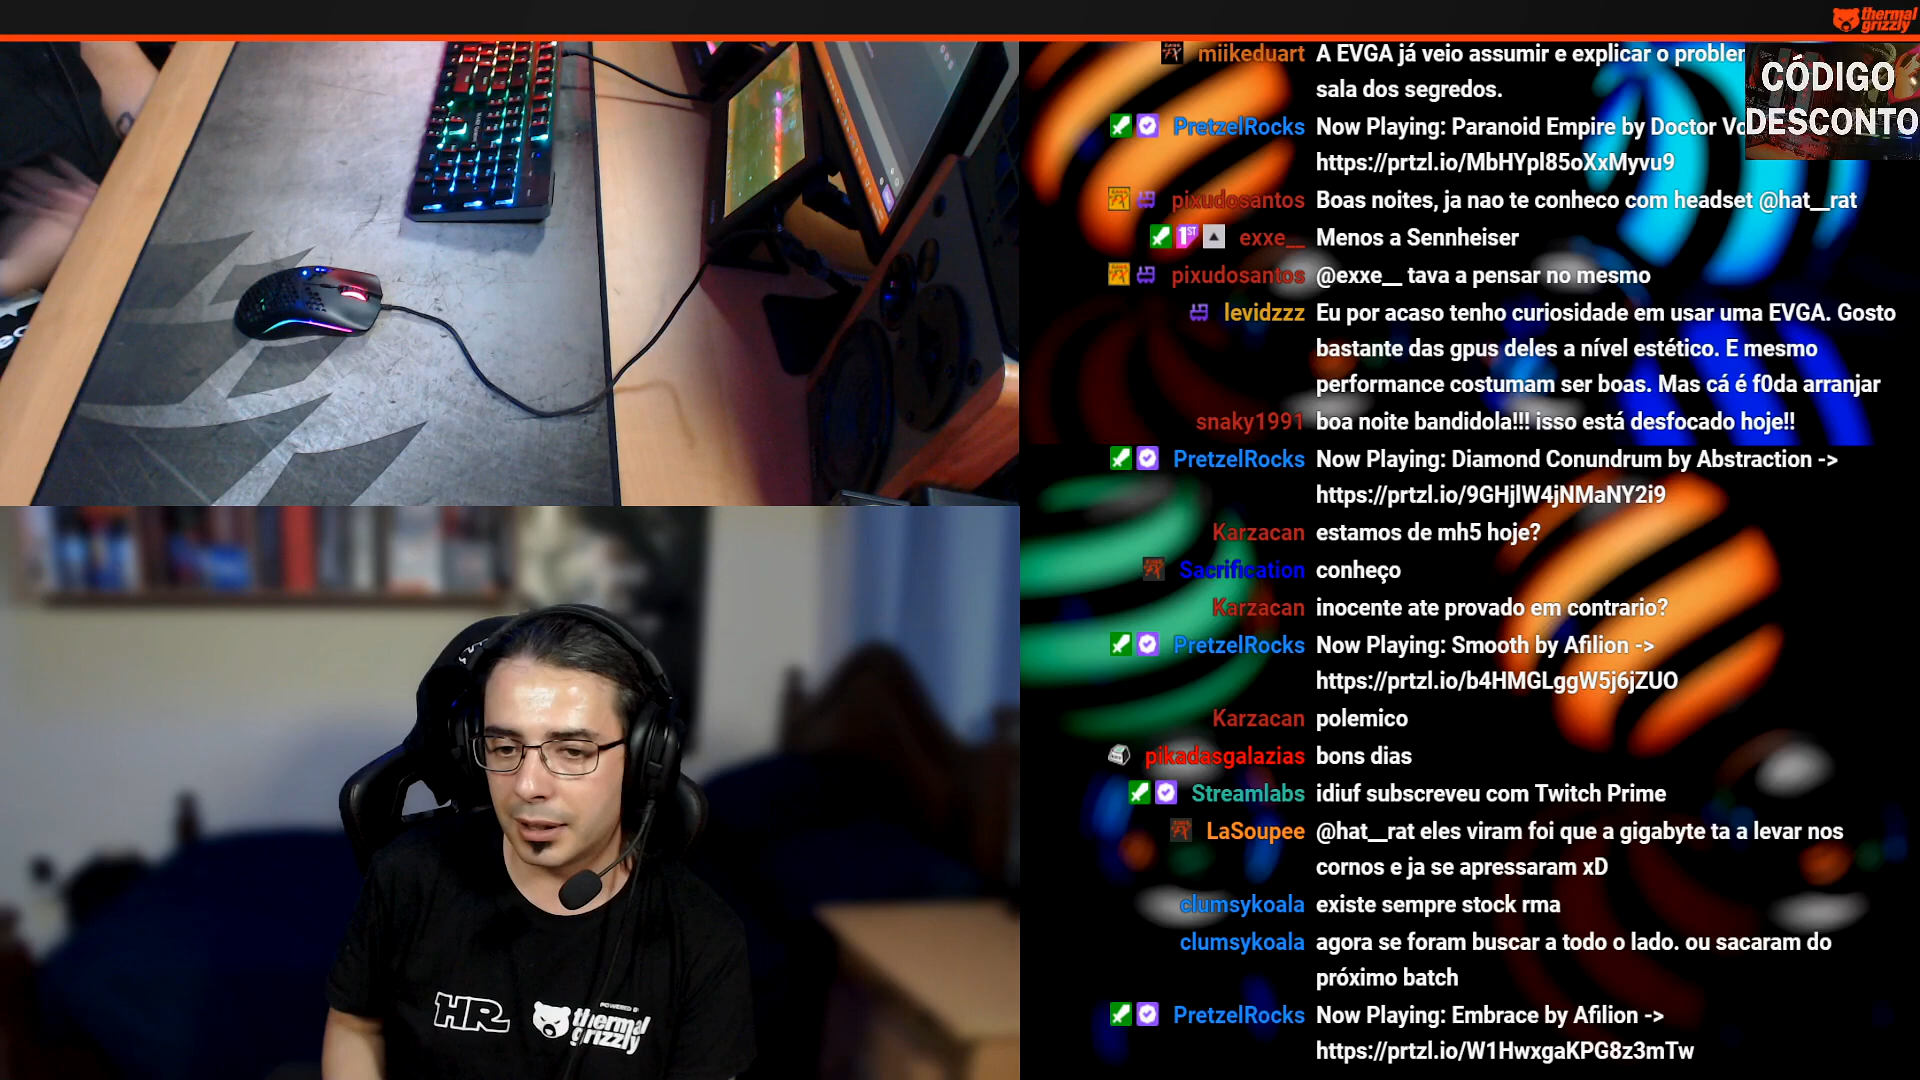 thermal
grizzly
CÓDIGO
DESCONTO
miikeduart A EVGA já veio assumir e explicar o
sala dos segredos.
PretzelRocks Now Playing: Paranoid Empire by Doctor
https://prtzl.io/MbHYpl85oXxMyvu9
pixudosantos Boas noites, ja nao te conheco com headset @hat__rat
1ST exxe__ Menos a Sennheiser
pixudosantos @exxe__ tava a pensar no mesmo
levidzzz Eu por acaso tenho curiosidade em usar uma EVGA. Gosto
bastante das gpus deles a nível estético. E mesmo
performance costumam ser boas. Mas cá é f0da arranjar
snaky1991 boa noite bandidola!!! isso está desfocado hoje!!
PretzelRocks Now Playing: Diamond Conundrum by Abstraction ->
https://prtzl.io/9GHjlW4jNMaNY2i9
Karzacan estamos de mh5 hoje?
Sacrification conheço
Karzacan inocente ate provado em contrario?
PretzelRocks Now Playing: Smooth by Afilion ->
https://prtzl.io/b4HMGLggW5j6jZUO
Karzacan polemico
pikadasgalazias bons dias
Streamlabs idiuf subscreveu com Twitch Prime
LaSoupee @hat__rat eles viram foi que a gigabyte ta a levar nos
cornos e ja se apressaram xD
clumsykoala existe sempre stock rma
clumsykoala agora se foram buscar a todo o lado. ou sacaram do
próximo batch
PretzelRocks Now Playing: Embrace by Afilion ->
https://prtzl.io/W1HwxgaKPG8z3mTw
HR
POWERED BY
thermal
grizzly